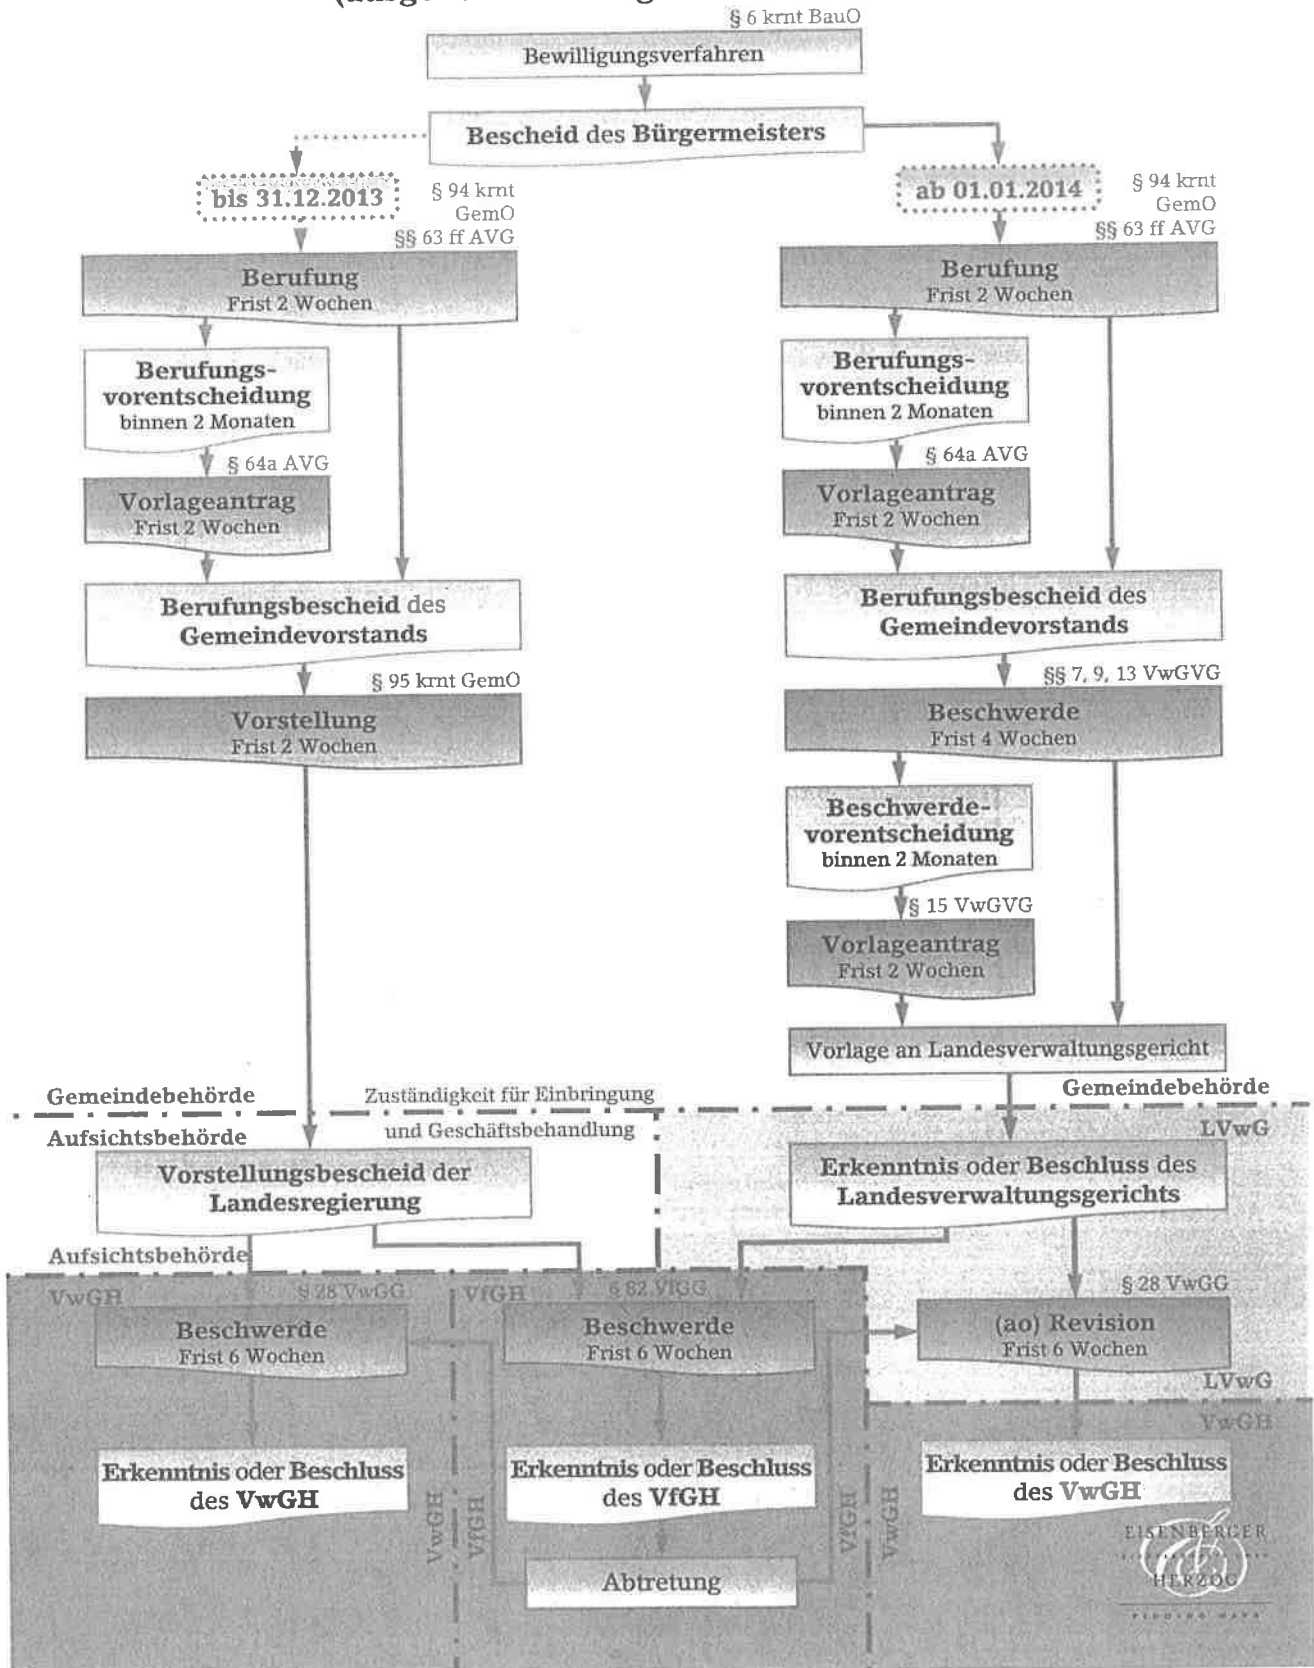 § 6 krnt BauO
Bewilligungsverfahren
Bescheid des Bürgermeisters
bis 31.12.2013
§ 94 krnt
GemO
§§ 63 ff AVG
Berufung
Frist 2 Wochen
Berufungs-
vorentscheidung
binnen 2 Monaten
§ 64a AVG
Vorlageantrag
Frist 2 Wochen
Berufungsbescheid des
Gemeindevorstands
§ 95 krnt GemO
Vorstellung
Frist 2 Wochen
ab 01.01.2014
§ 94 krnt
GemO
§§ 63 ff AVG
Berufung
Frist 2 Wochen
Berufungs-
vorentscheidung
binnen 2 Monaten
§ 64a AVG
Vorlageantrag
Frist 2 Wochen
Berufungsbescheid des
Gemeindevorstands
§§ 7, 9, 13 VwGVG
Beschwerde
Frist 4 Wochen
Beschwerde-
vorentscheidung
binnen 2 Monaten
§ 15 VwGVG
Vorlageantrag
Frist 2 Wochen
Vorlage an Landesverwaltungsgericht
Gemeindebehörde
Zuständigkeit für Einbringung
Gemeindebehörde
Aufsichtsbehörde
und Geschäftsbehandlung
LVwG
Vorstellungsbescheid der
Landesregierung
Erkenntnis oder Beschluss des
Landesverwaltungsgerichts
Aufsichtsbehörde
VwGH
§ 28 VwGG
VfGH
§ 82 VfGG
§ 28 VwGG
Beschwerde
Frist 6 Wochen
Beschwerde
Frist 6 Wochen
(ao) Revision
Frist 6 Wochen
LVwG
VwGH
Erkenntnis oder Beschluss
des VwGH
Erkenntnis oder Beschluss
des VfGH
Erkenntnis oder Beschluss
des VwGH
VwGH
VfGH
VfGH
VwGH
Abtretung
EISENBERGER
HERZOG